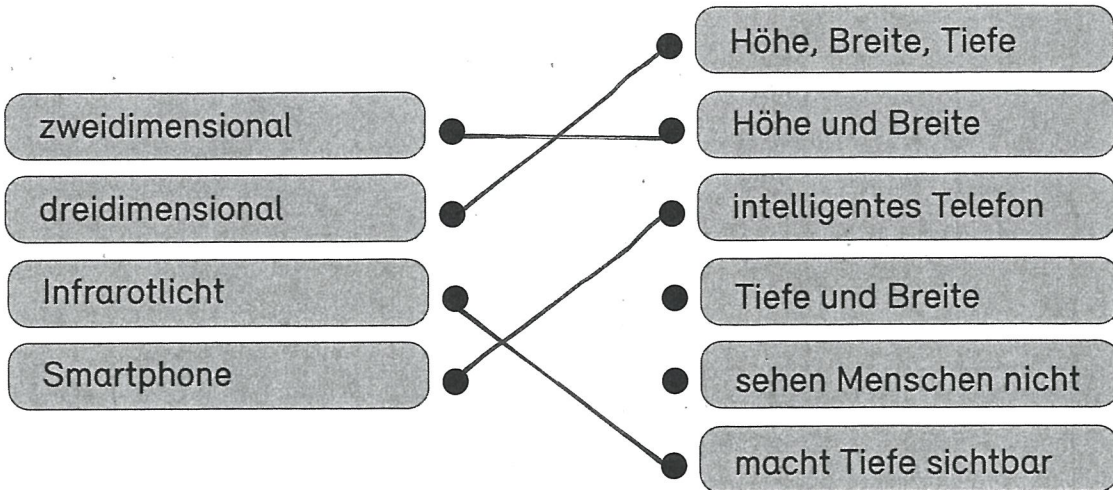 zweidimensional
dreidimensional
Infrarotlicht
Smartphone
Höhe, Breite, Tiefe
Höhe und Breite
intelligentes Telefon
Tiefe und Breite
sehen Menschen nicht
macht Tiefe sichtbar